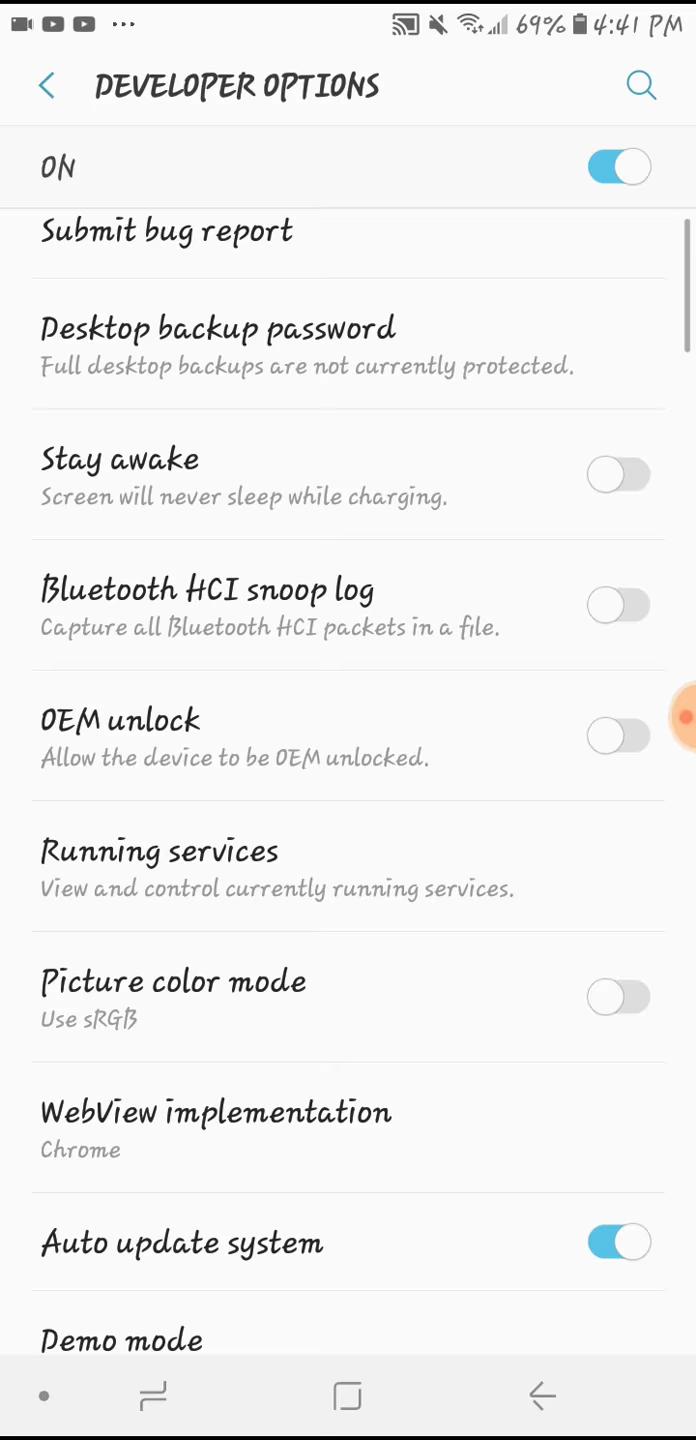 69% 4:41 PM
DEVELOPER OPTIONS
ON
Submit bug report
Desktop backup password
Full desktop backups are not currently protected.
Stay awake
Screen will never sleep while charging.
Bluetooth HCI snoop log
Capture all Bluetooth HCI packets in a file.
OEM unlock
Allow the device to be OEM unlocked.
Running services
View and control currently running services.
Picture color mode
Use sRGB
WebView implementation
Chrome
Auto update system
Demo mode